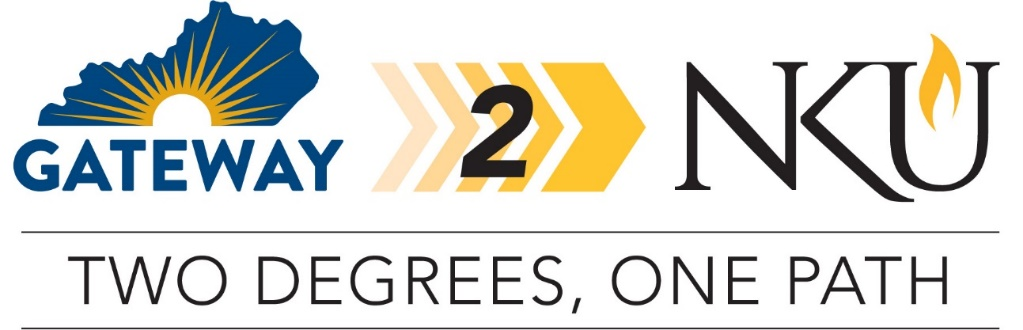 GATEWAY 2 NKU
TWO DEGREES, ONE PATH